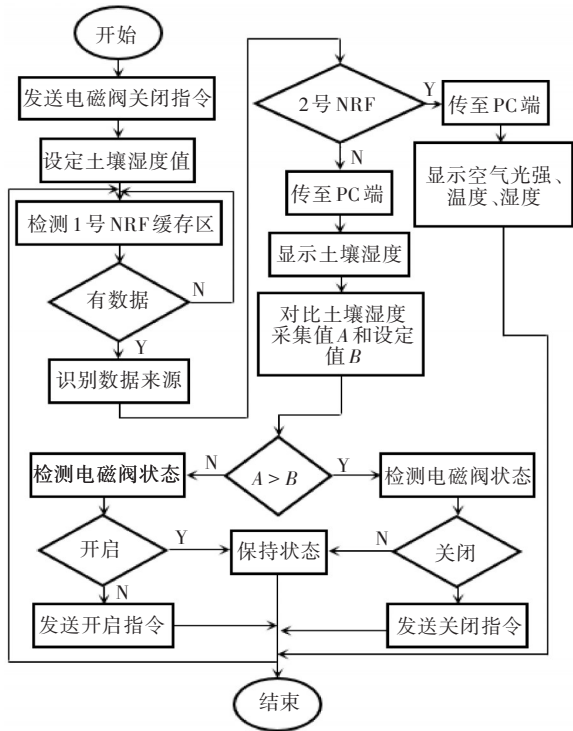 开始
发送电磁阀关闭指令
设定土壤湿度值
检测1号NRF缓存区
有数据
N
Y
识别数据来源
2号NRF
Y
N
传至PC端
显示空气光强、
温度、湿度
传至PC端
显示土壤湿度
对比土壤湿度
采集值A和设定
值B
A>B
N
Y
检测电磁阀状态
检测电磁阀状态
开启
Y
N
保持状态
关闭
N
Y
发送开启指令
发送关闭指令
结束